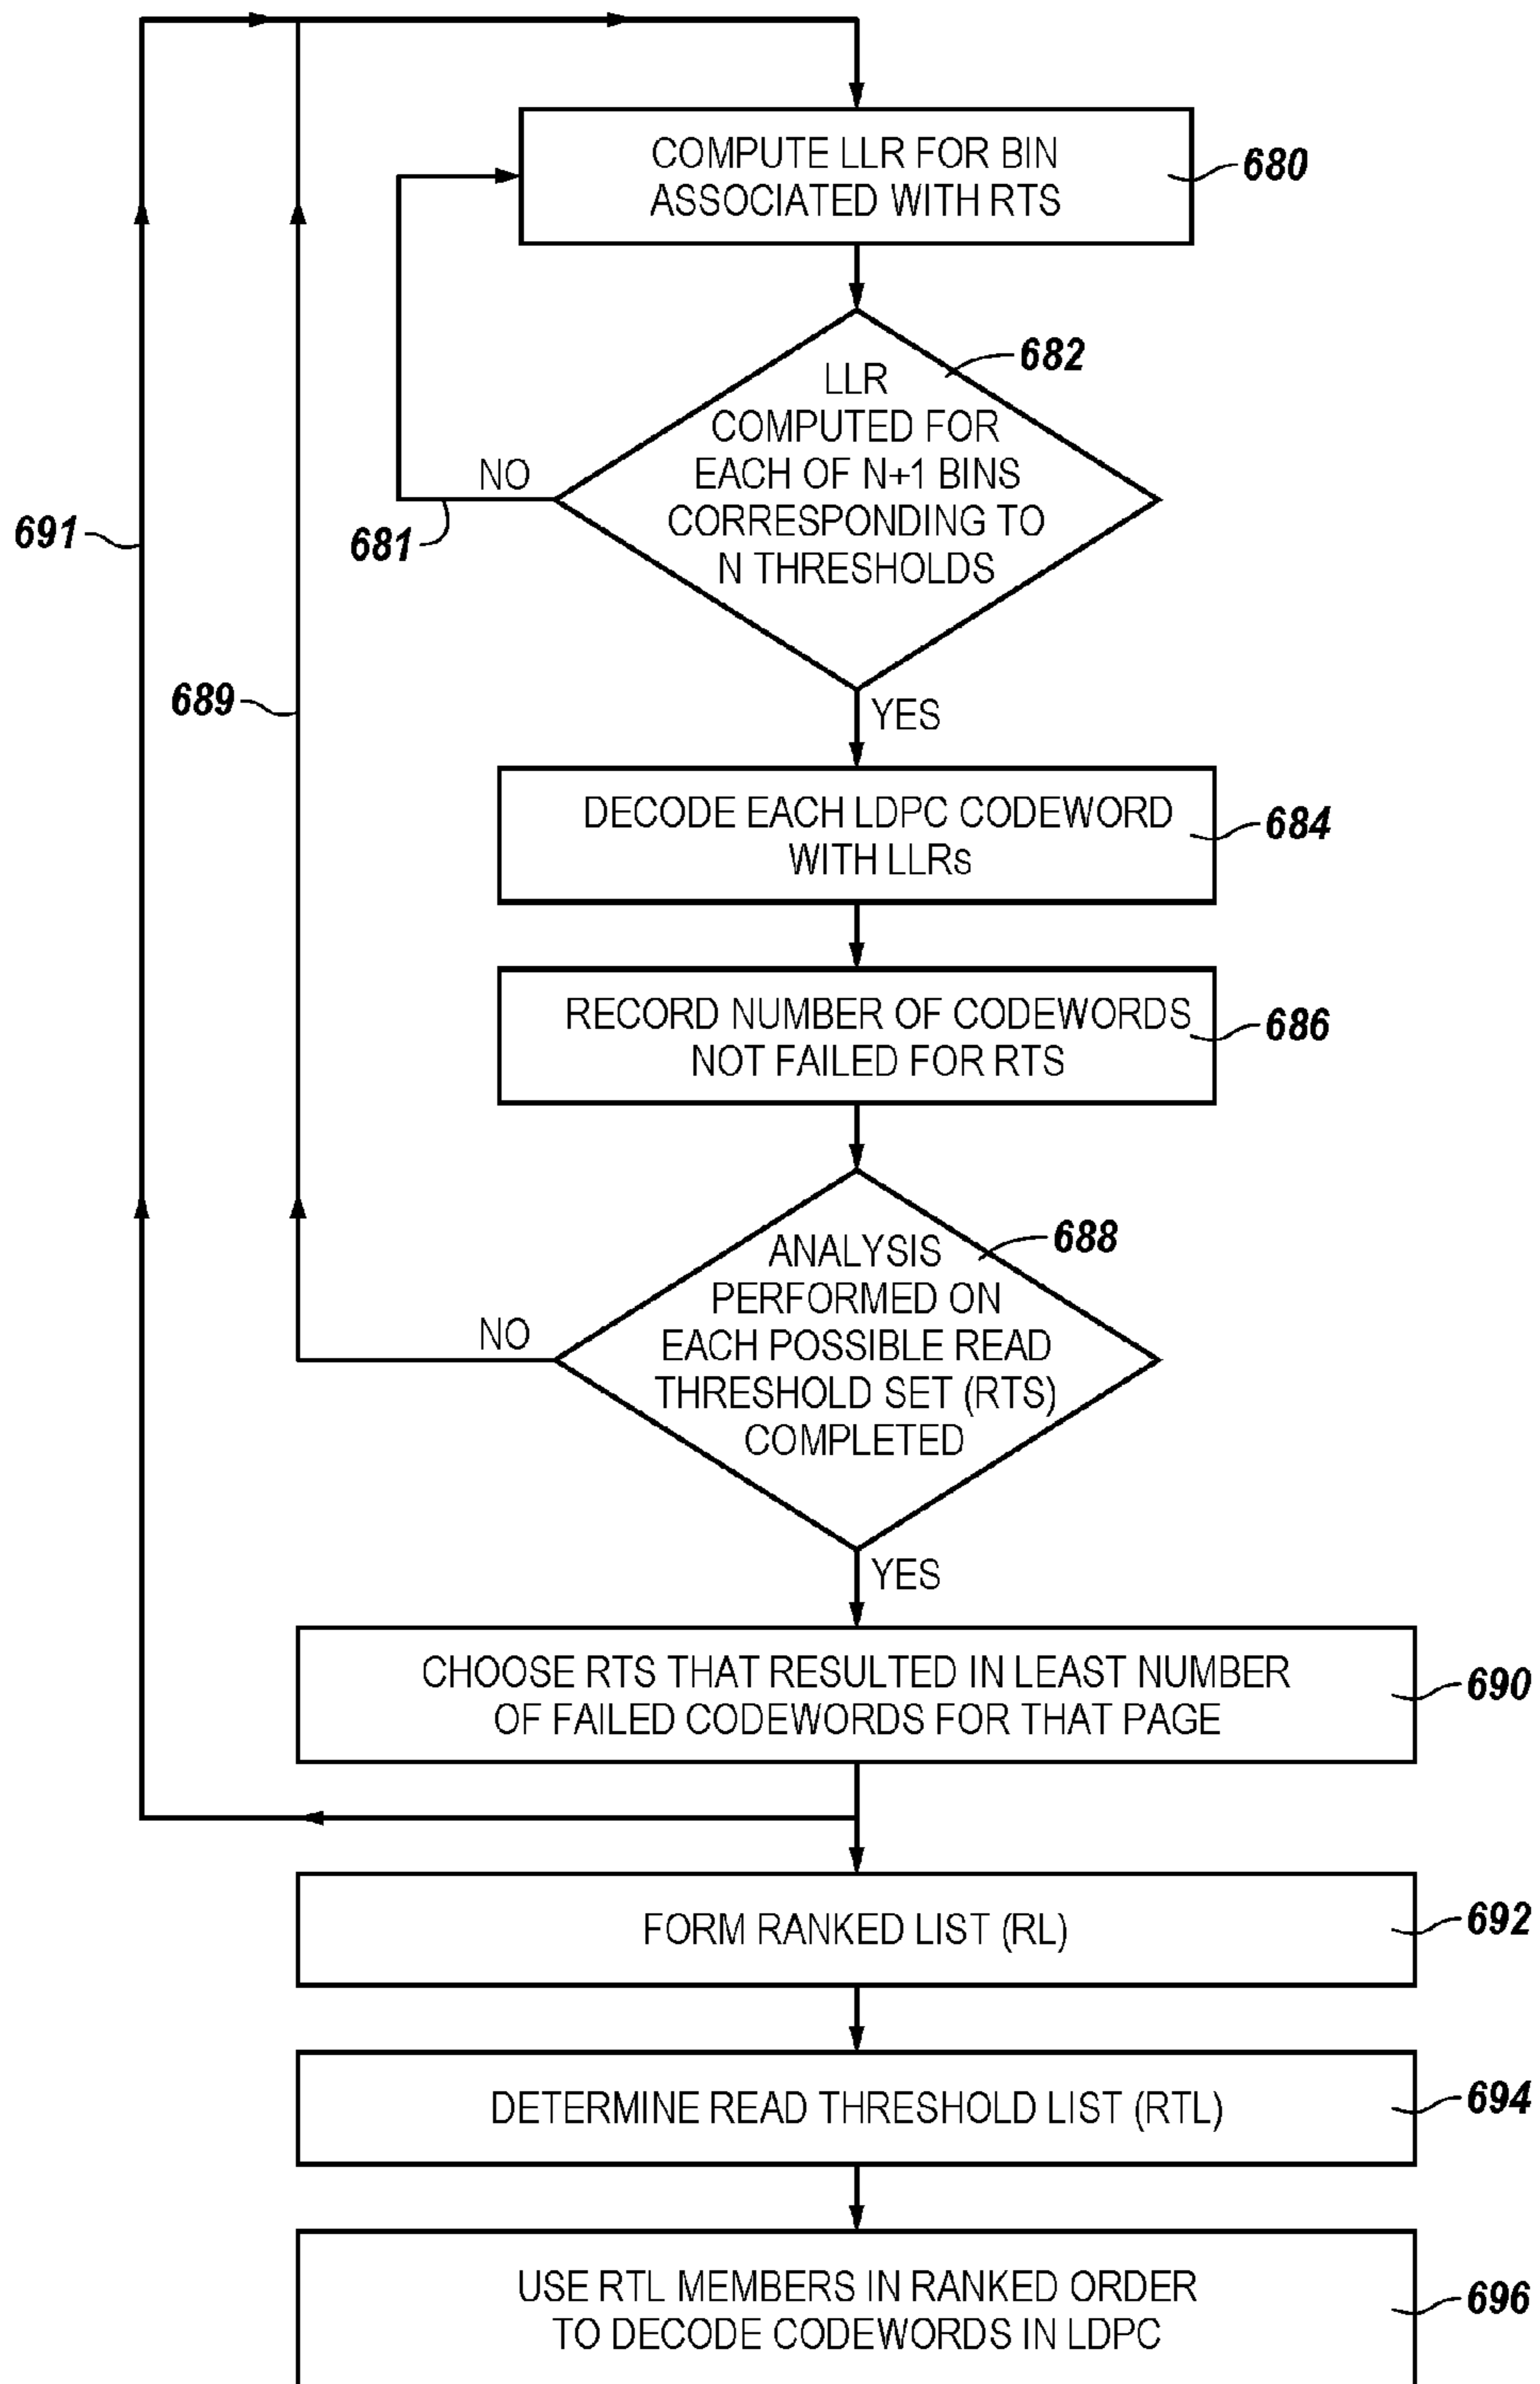 COMPUTE LLR FOR BIN
ASSOCIATED WITH RTS
680
682
LLR
COMPUTED FOR
EACH OF N+1 BINS
CORRESPONDING TO
N THRESHOLDS
NO
681
691
689
YES
DECODE EACH LDPC CODEWORD
WITH LLRs
684
RECORD NUMBER OF CODEWORDS
NOT FAILED FOR RTS
686
688
ANALYSIS
PERFORMED ON
EACH POSSIBLE READ
THRESHOLD SET (RTS)
COMPLETED
NO
YES
CHOOSE RTS THAT RESULTED IN LEAST NUMBER
OF FAILED CODEWORDS FOR THAT PAGE
690
FORM RANKED LIST (RL)
692
DETERMINE READ THRESHOLD LIST (RTL)
694
USE RTL MEMBERS IN RANKED ORDER
TO DECODE CODEWORDS IN LDPC
696